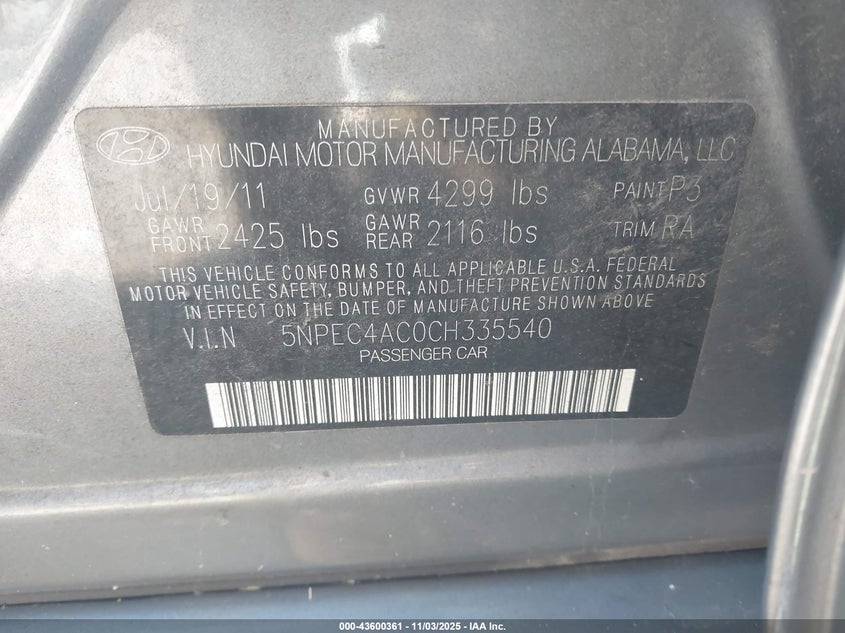 MANUFACTURED BY
HYUNDAI MOTOR MANUFACTURING ALABAMA, LLC
Jul/19/11 GVWR 4299 lbs PAINT P3
GAWR FRONT 2425 lbs GAWR REAR 2116 lbs TRIM RA
THIS VEHICLE CONFORMS TO ALL APPLICABLE U.S.A. FEDERAL
MOTOR VEHICLE SAFETY, BUMPER, AND THEFT PREVENTION STANDARDS
IN EFFECT ON THE DATE OF MANUFACTURE SHOWN ABOVE
V.I.N 5NPEC4AC0CH335540
PASSENGER CAR
000-43600361 - 11/03/2025 - IAA Inc.